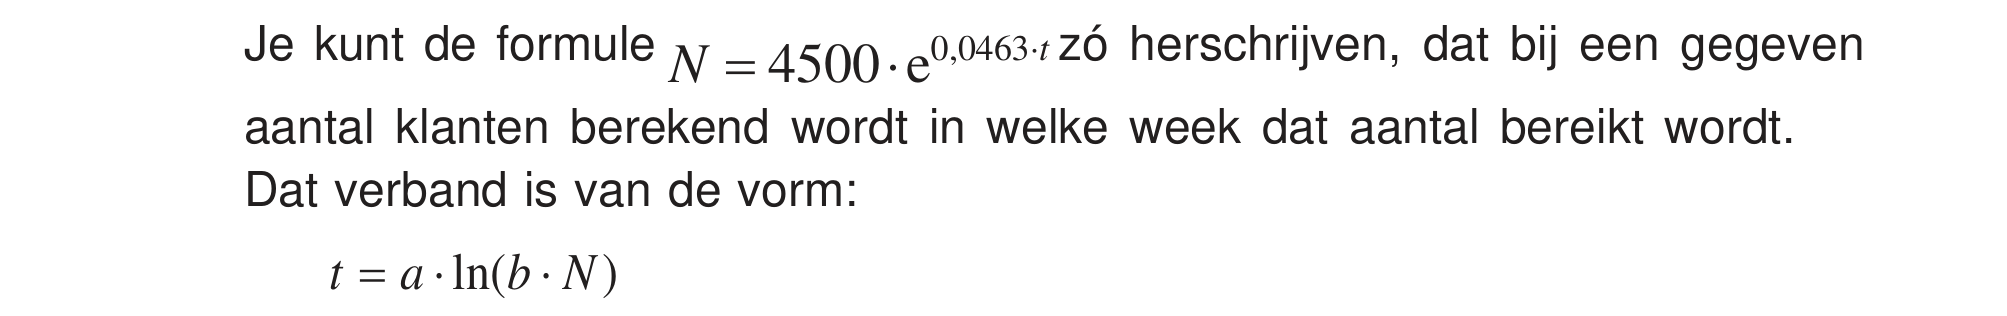 Je kunt de formule N = 4500 · e^{0,0463·t} zó herschrijven, dat bij een gegeven
aantal klanten berekend wordt in welke week dat aantal bereikt wordt.
Dat verband is van de vorm:
t = a · ln(b · N)